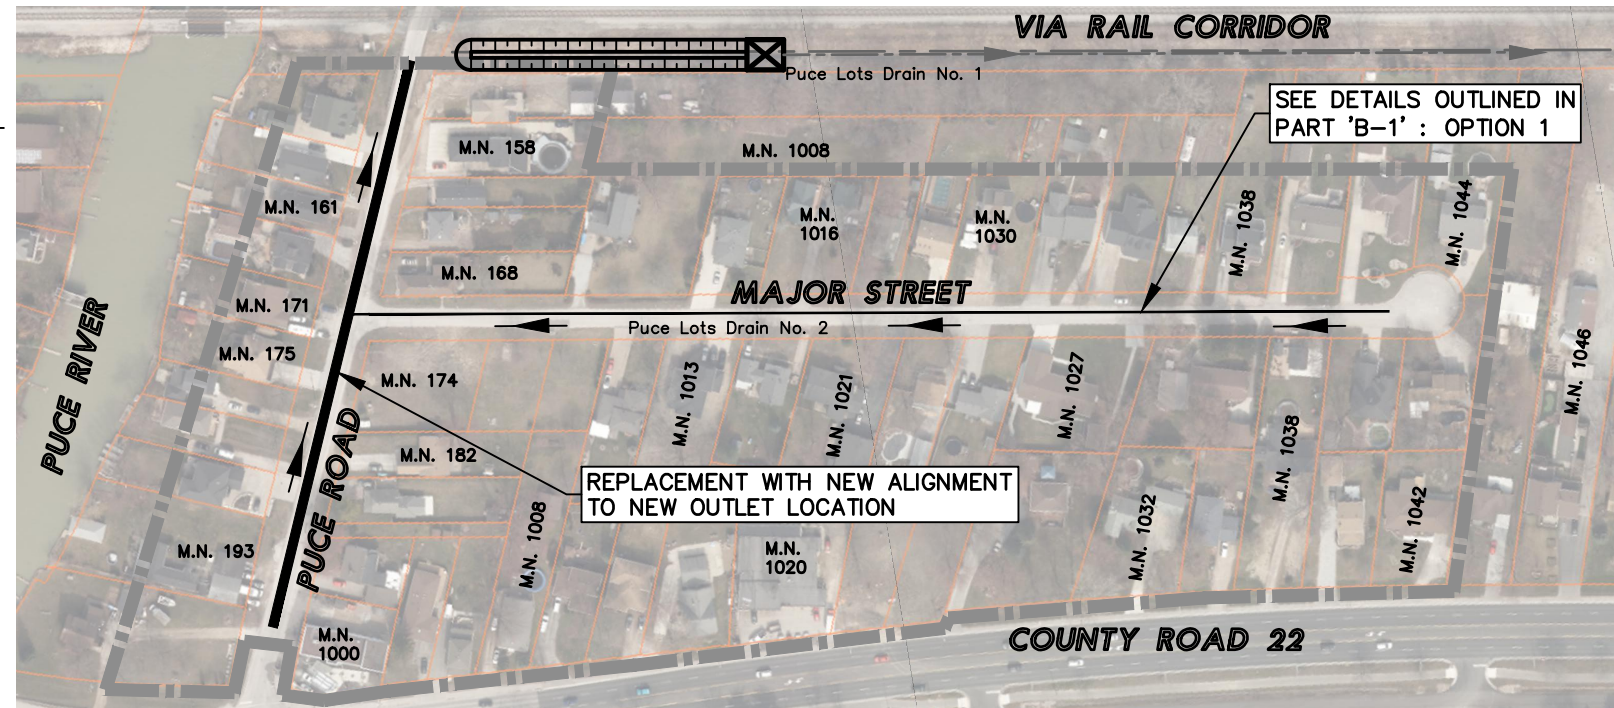 VIA RAIL CORRIDOR
Puce Lots Drain No. 1
SEE DETAILS OUTLINED IN
PART 'B-1' : OPTION 1
M.N. 158
M.N. 1008
M.N. 161
M.N.
1016
M.N.
1030
M.N. 1038
M.N. 1044
M.N. 168
MAJOR STREET
M.N. 171
Puce Lots Drain No. 2
M.N. 175
M.N. 174
M.N. 1013
M.N. 1021
M.N. 1027
M.N. 1046
PUCE RIVER
PUCE ROAD
M.N. 182
M.N. 1038
REPLACEMENT WITH NEW ALIGNMENT
TO NEW OUTLET LOCATION
M.N. 193
M.N. 1008
M.N.
1020
M.N. 1032
M.N. 1042
M.N.
1000
COUNTY ROAD 22